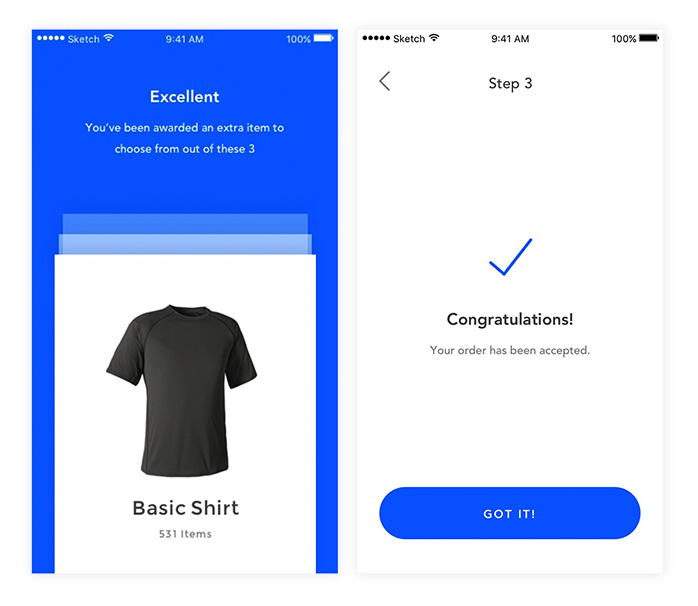 Sketch 9:41 AM 100%
Excellent
You've been awarded an extra item to
choose from out of these 3
Basic Shirt
531 Items
Sketch 9:41 AM 100%
Step 3
Congratulations!
Your order has been accepted.
GOT IT!